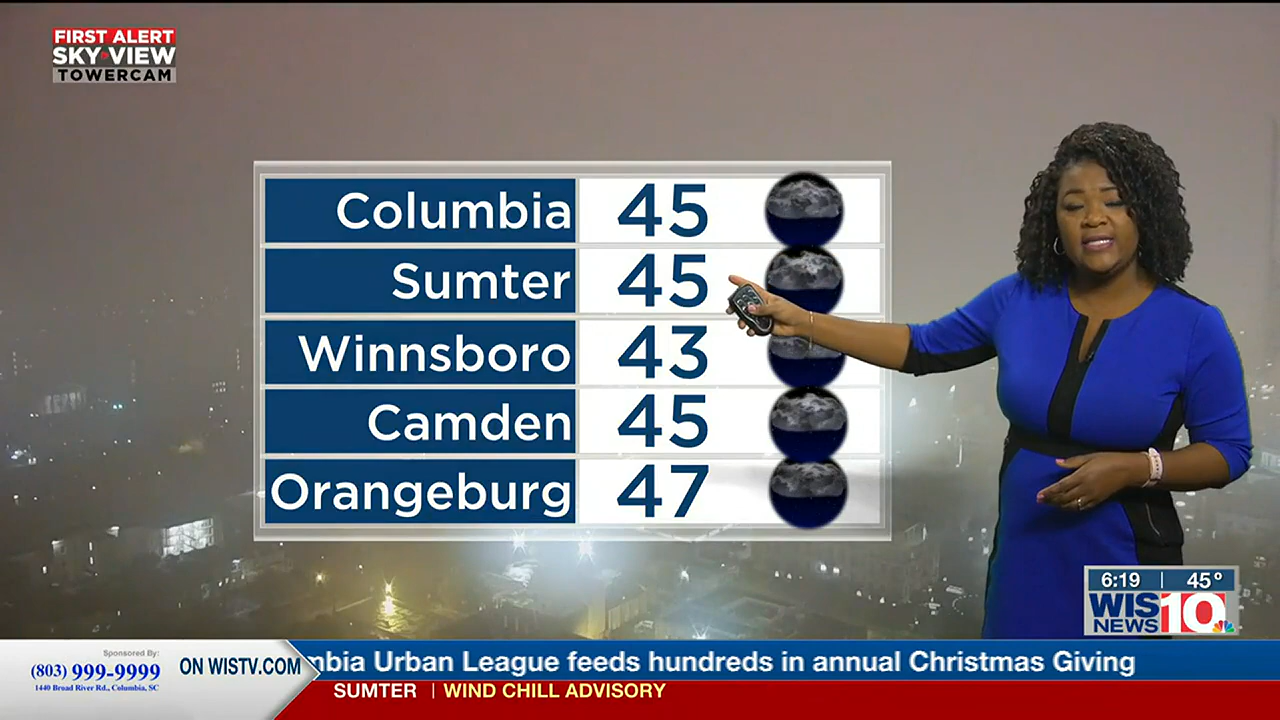 FIRST ALERT
SKY VIEW
TOWERCAM
Columbia 45
Sumter 45
Winnsboro 43
Camden 45
Orangeburg 47
6:19 | 45°
WIS
NEWS 10
Sponsored By:
(803) 999-9999
1440 Broad River Rd., Columbia, SC
ON WISTV.COM
mbia Urban League feeds hundreds in annual Christmas Giving
SUMTER | WIND CHILL ADVISORY